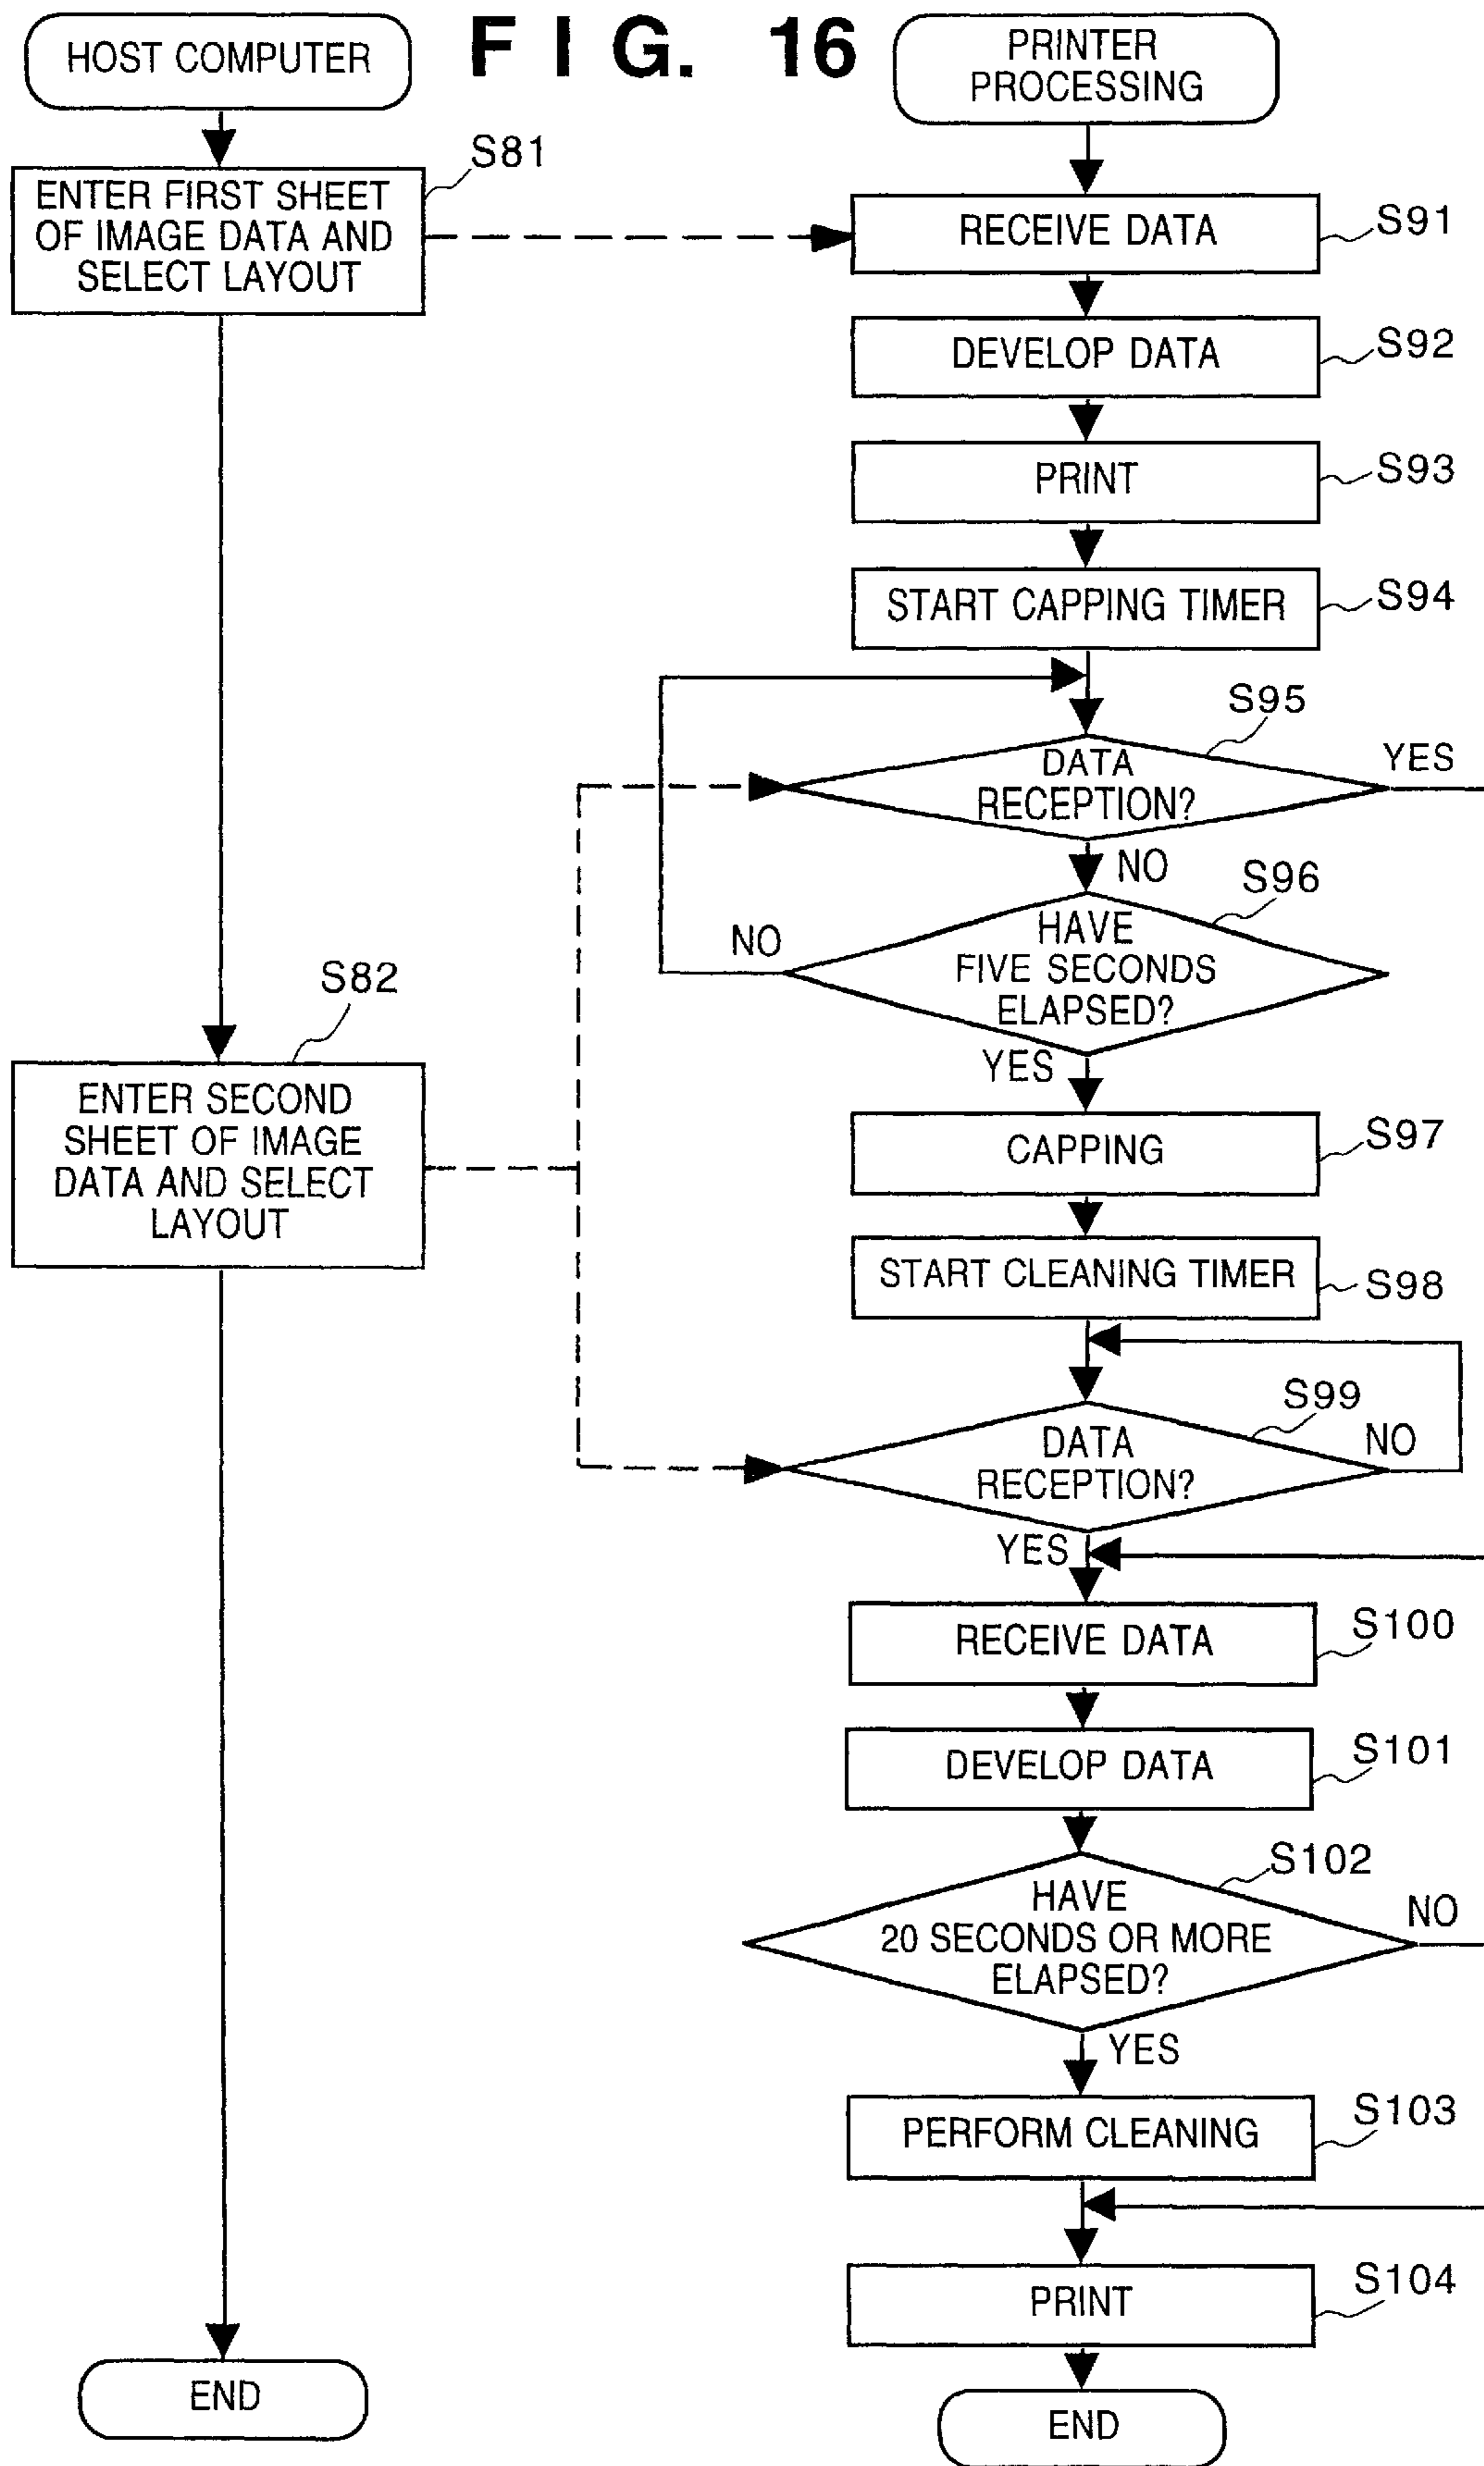 FIG. 16
HOST COMPUTER
S81
ENTER FIRST SHEET
OF IMAGE DATA AND
SELECT LAYOUT
S82
ENTER SECOND
SHEET OF IMAGE
DATA AND SELECT
LAYOUT
END
PRINTER
PROCESSING
RECEIVE DATA
S91
DEVELOP DATA
S92
PRINT
S93
START CAPPING TIMER
S94
S95
DATA
RECEPTION?
YES
NO
S96
HAVE
FIVE SECONDS
ELAPSED?
NO
YES
CAPPING
S97
START CLEANING TIMER
S98
S99
DATA
RECEPTION?
NO
YES
RECEIVE DATA
S100
DEVELOP DATA
S101
S102
HAVE
20 SECONDS OR MORE
ELAPSED?
NO
YES
PERFORM CLEANING
S103
PRINT
S104
END